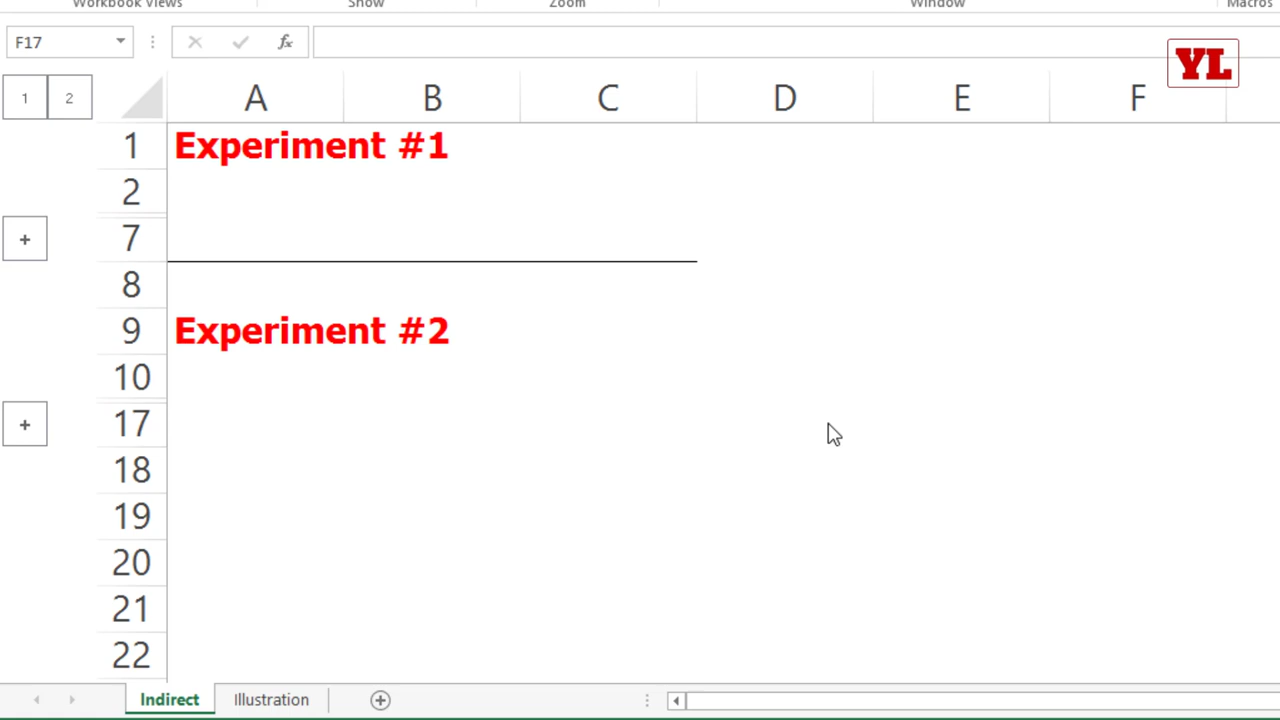 Workbook Views Show Zoom Window Macros
F17 fx
YL
1 2 A B C D E F
1 Experiment #1
2
+ 7
8
9 Experiment #2
10
+ 17
18
19
20
21
22
Indirect Illustration